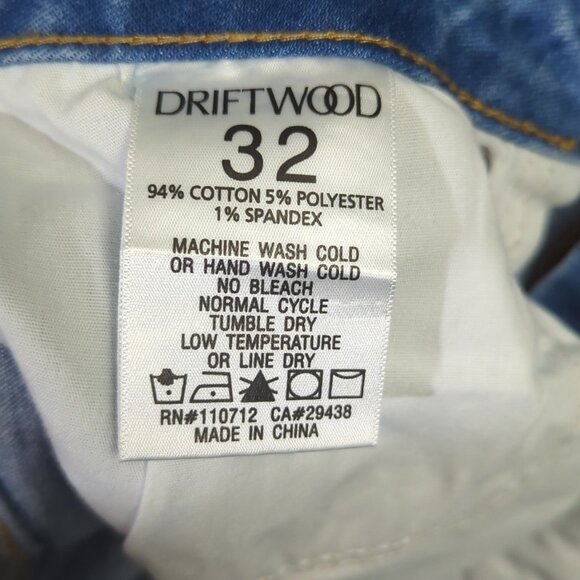 DRIFTWOOD
32
94% COTTON 5% POLYESTER
1% SPANDEX
MACHINE WASH COLD
OR HAND WASH COLD
NO BLEACH
NORMAL CYCLE
TUMBLE DRY
LOW TEMPERATURE
OR LINE DRY
RN#110712 CA#29438
MADE IN CHINA